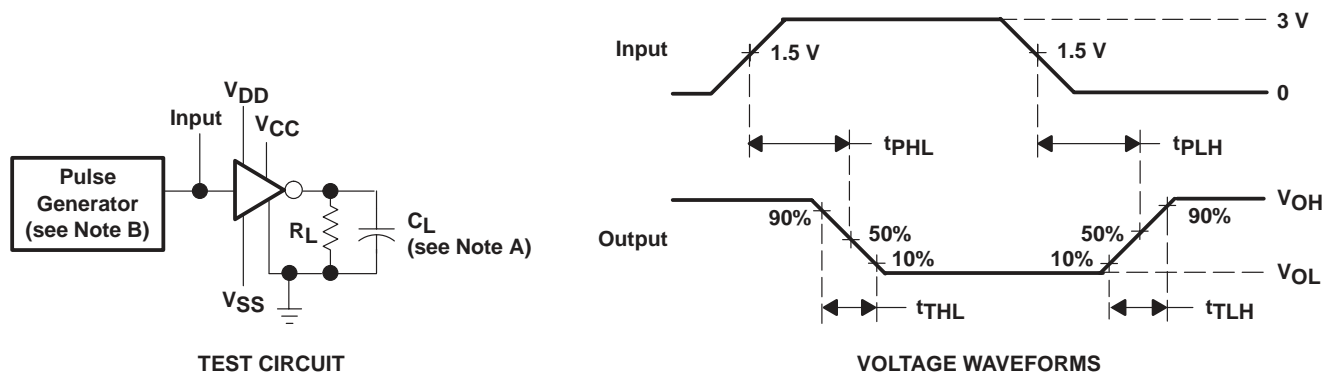 VDD
Input
VCC
Pulse
Generator
(see Note B)
RL
CL
(see Note A)
VSS
TEST CIRCUIT
3 V
Input
1.5 V
1.5 V
0
tPHL
tPLH
VOH
90%
90%
Output
50%
50%
10%
10%
VOL
tTHL
tTLH
VOLTAGE WAVEFORMS